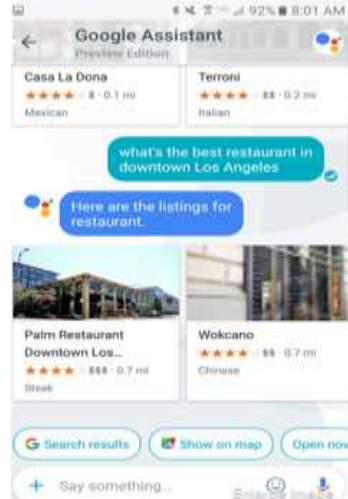 92% 8:01 AM
Google Assistant
Preview Edition
Casa La Dona
$ · 0.1 mi
Mexican
Terroni
$$ · 0.2 mi
Italian
what's the best restaurant in
downtown Los Angeles
Here are the listings for
restaurant.
Palm Restaurant
Downtown Los...
$$$ · 0.7 mi
Steak
Wokcano
$$ · 0.7 mi
Chinese
Search results
Show on map
Open now
Say something...